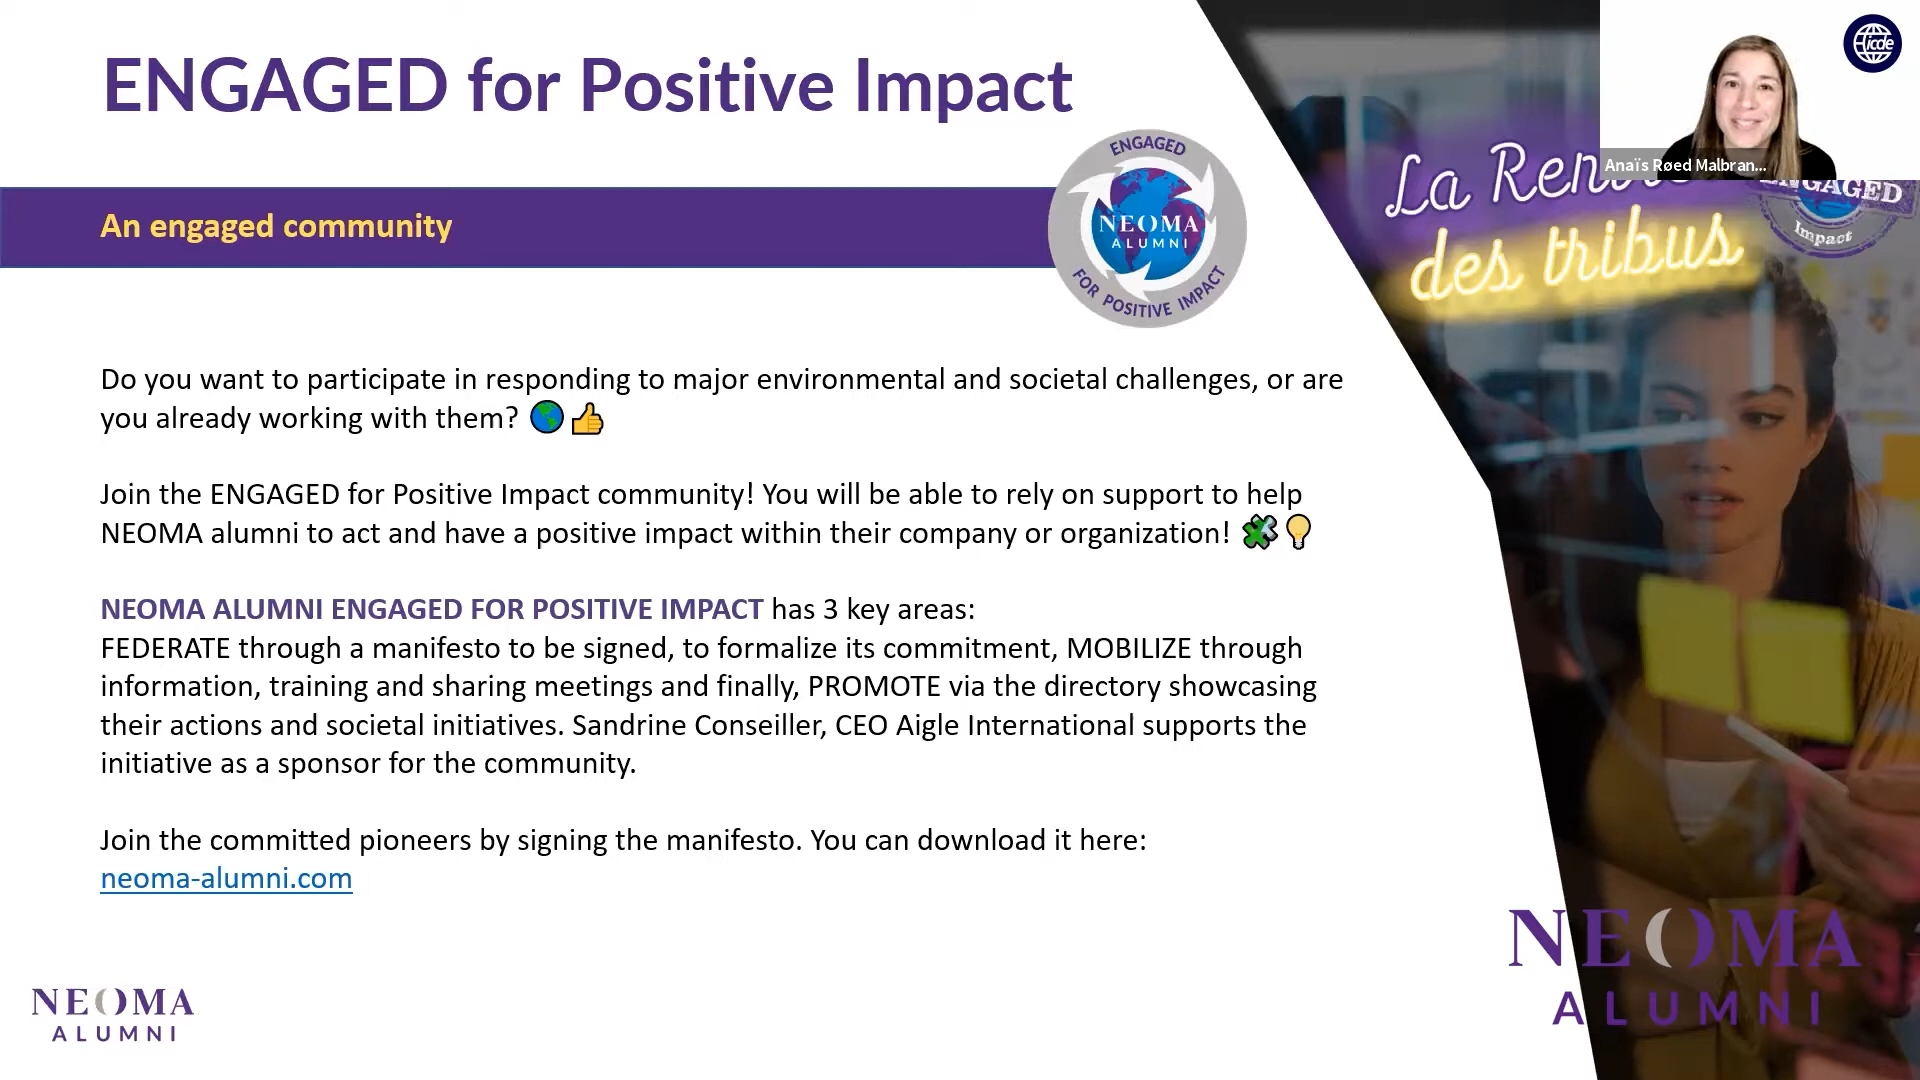 ENGAGED for Positive Impact
icde
Anaïs Røed Malbran...
La
des tribus
ENGAGED
Impact
An engaged community
ENGAGED
NEOMA
ALUMNI
FOR POSITIVE IMPACT
Do you want to participate in responding to major environmental and societal challenges, or are
you already working with them? 🌎👍
Join the ENGAGED for Positive Impact community! You will be able to rely on support to help
NEOMA alumni to act and have a positive impact within their company or organization! 🧩💡
NEOMA ALUMNI ENGAGED FOR POSITIVE IMPACT has 3 key areas:
FEDERATE through a manifesto to be signed, to formalize its commitment, MOBILIZE through
information, training and sharing meetings and finally, PROMOTE via the directory showcasing
their actions and societal initiatives. Sandrine Conseiller, CEO Aigle International supports the
initiative as a sponsor for the community.
Join the committed pioneers by signing the manifesto. You can download it here:
neoma-alumni.com
NEOMA
ALUMNI
NEOMA
ALUMNI